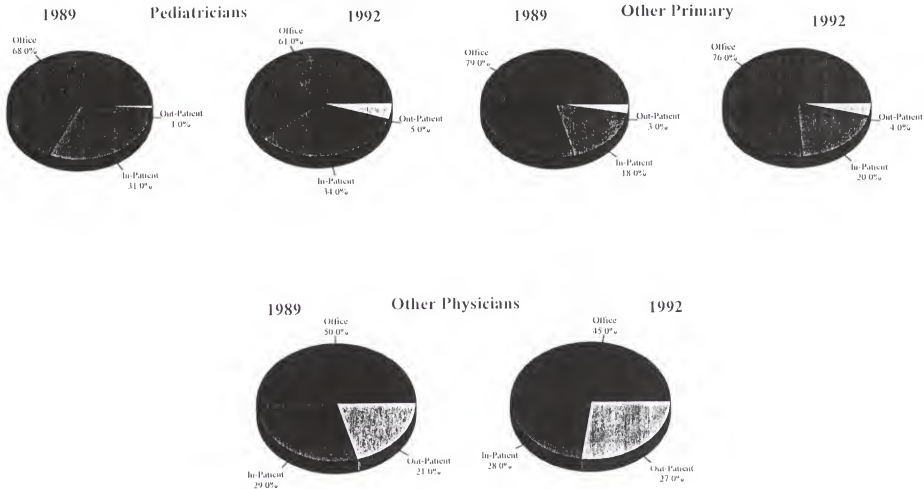 Pediatricians
1989
1992
Office
68.0%
Out-Patient
1.0%
In-Patient
31.0%
Office
61.0%
Out-Patient
5.0%
In-Patient
34.0%
Other Primary
1989
1992
Office
79.0%
Out-Patient
3.0%
In-Patient
18.0%
Office
76.0%
Out-Patient
4.0%
In-Patient
20.0%
Other Physicians
1989
1992
Office
50.0%
Out-Patient
21.0%
In-Patient
29.0%
Office
45.0%
Out-Patient
27.0%
In-Patient
28.0%